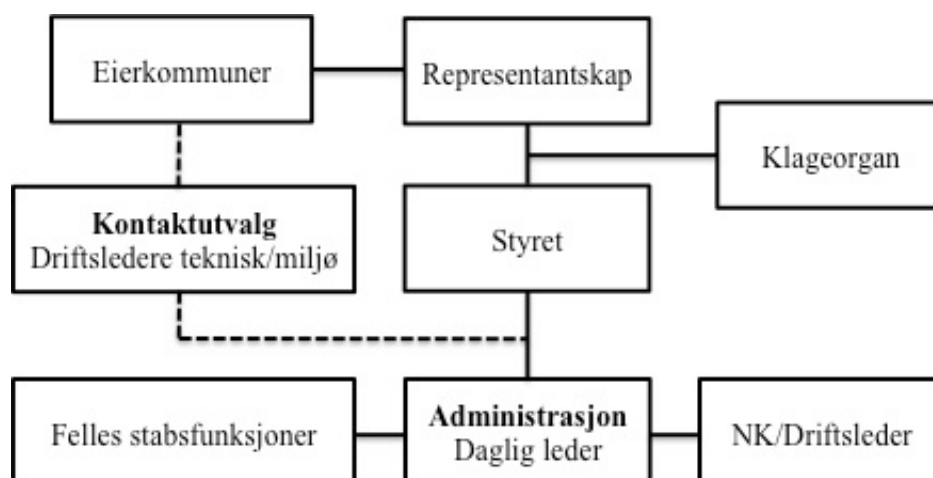 Eierkommuner
Representantskap
Klageorgan
Kontaktutvalg
Driftsledere teknisk/miljø
Styret
Felles stabsfunksjoner
Administrasjon
Daglig leder
NK/Driftsleder